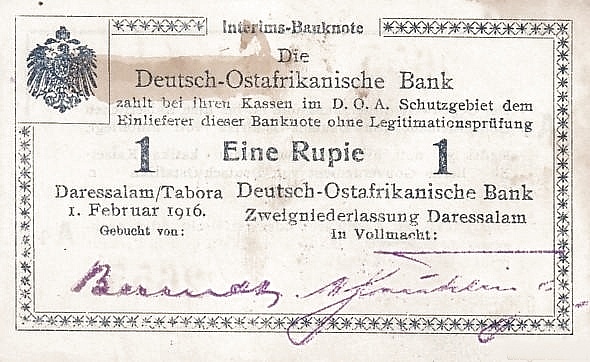 Interims-Banknote
Die
Deutsch-Ostafrikanische Bank
zahlt bei ihren Kassen im D. O. A. Schutzgebiet dem
Einlieferer dieser Banknote ohne Legitimationsprüfung
1 Eine Rupie 1
Daressalam/Tabora
1. Februar 1916.
Gebucht von:
Deutsch-Ostafrikanische Bank
Zweigniederlassung Daressalam
In Vollmacht: